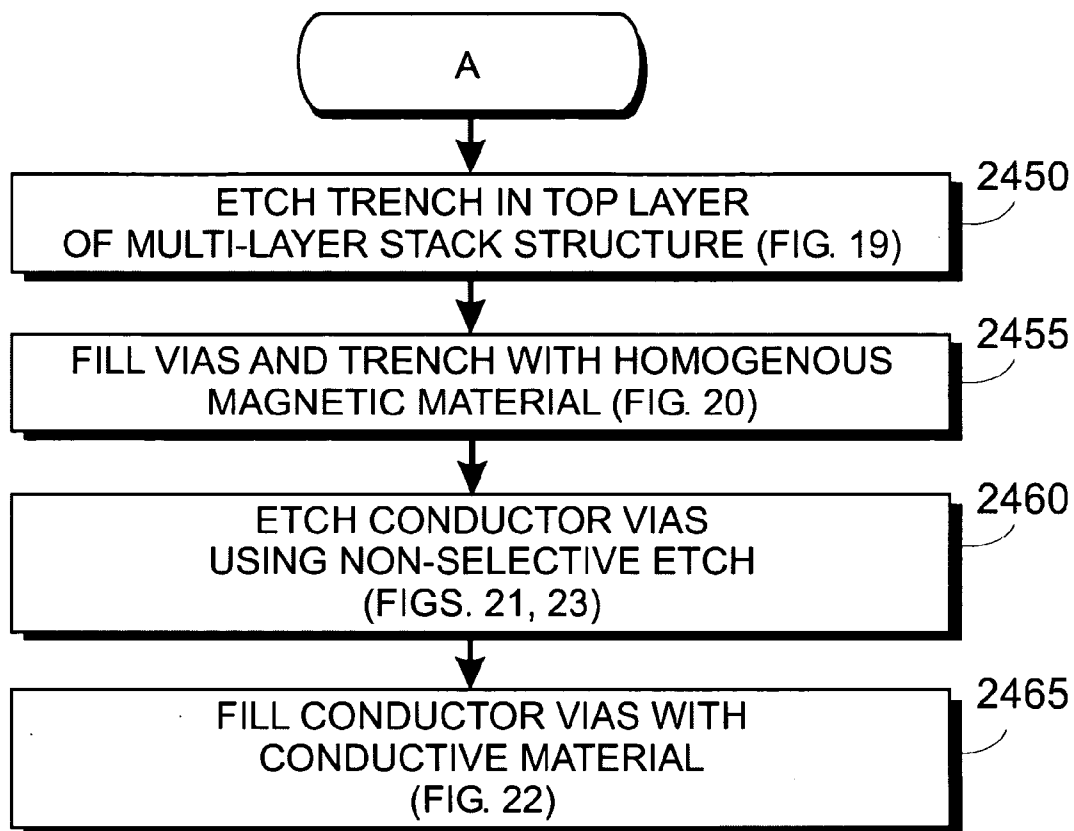 A
2450
ETCH TRENCH IN TOP LAYER
OF MULTI-LAYER STACK STRUCTURE (FIG. 19)
2455
FILL VIAS AND TRENCH WITH HOMOGENOUS
MAGNETIC MATERIAL (FIG. 20)
2460
ETCH CONDUCTOR VIAS
USING NON-SELECTIVE ETCH
(FIGS. 21, 23)
2465
FILL CONDUCTOR VIAS WITH
CONDUCTIVE MATERIAL
(FIG. 22)